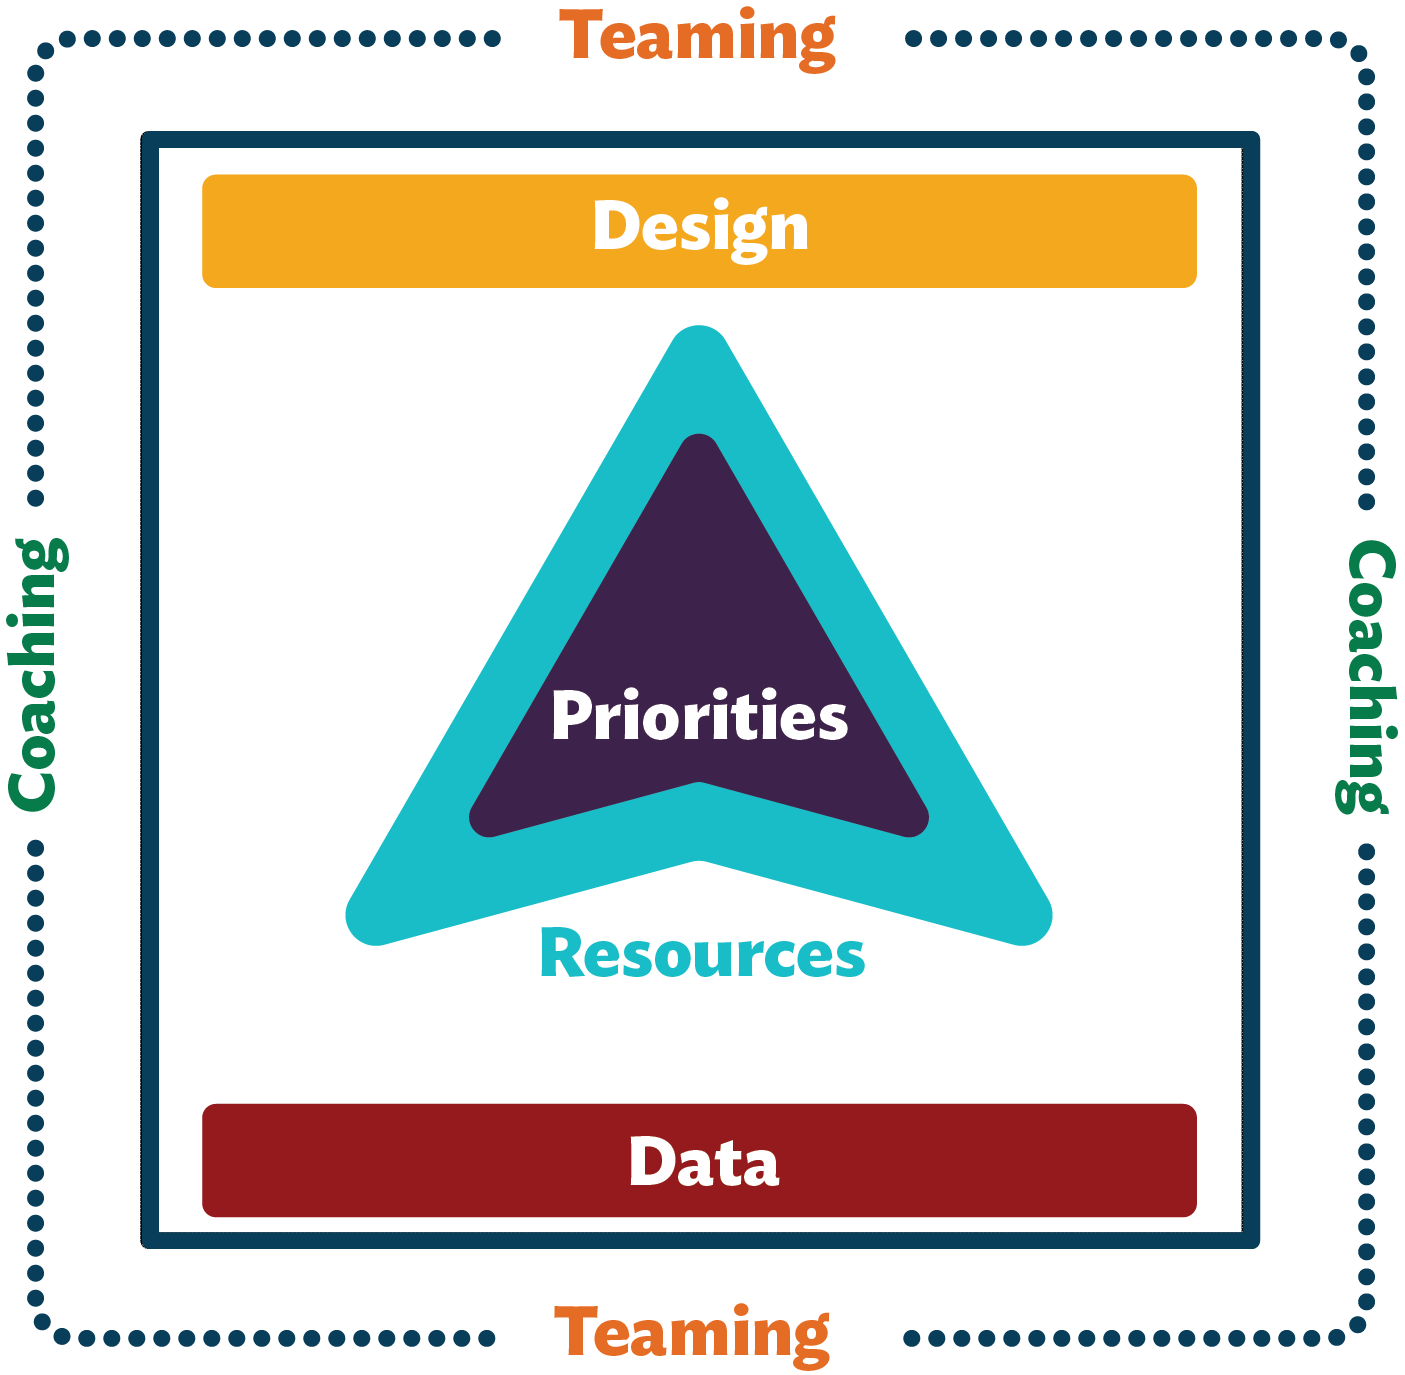 Teaming
Design
Coaching
Coaching
Priorities
Resources
Data
Teaming